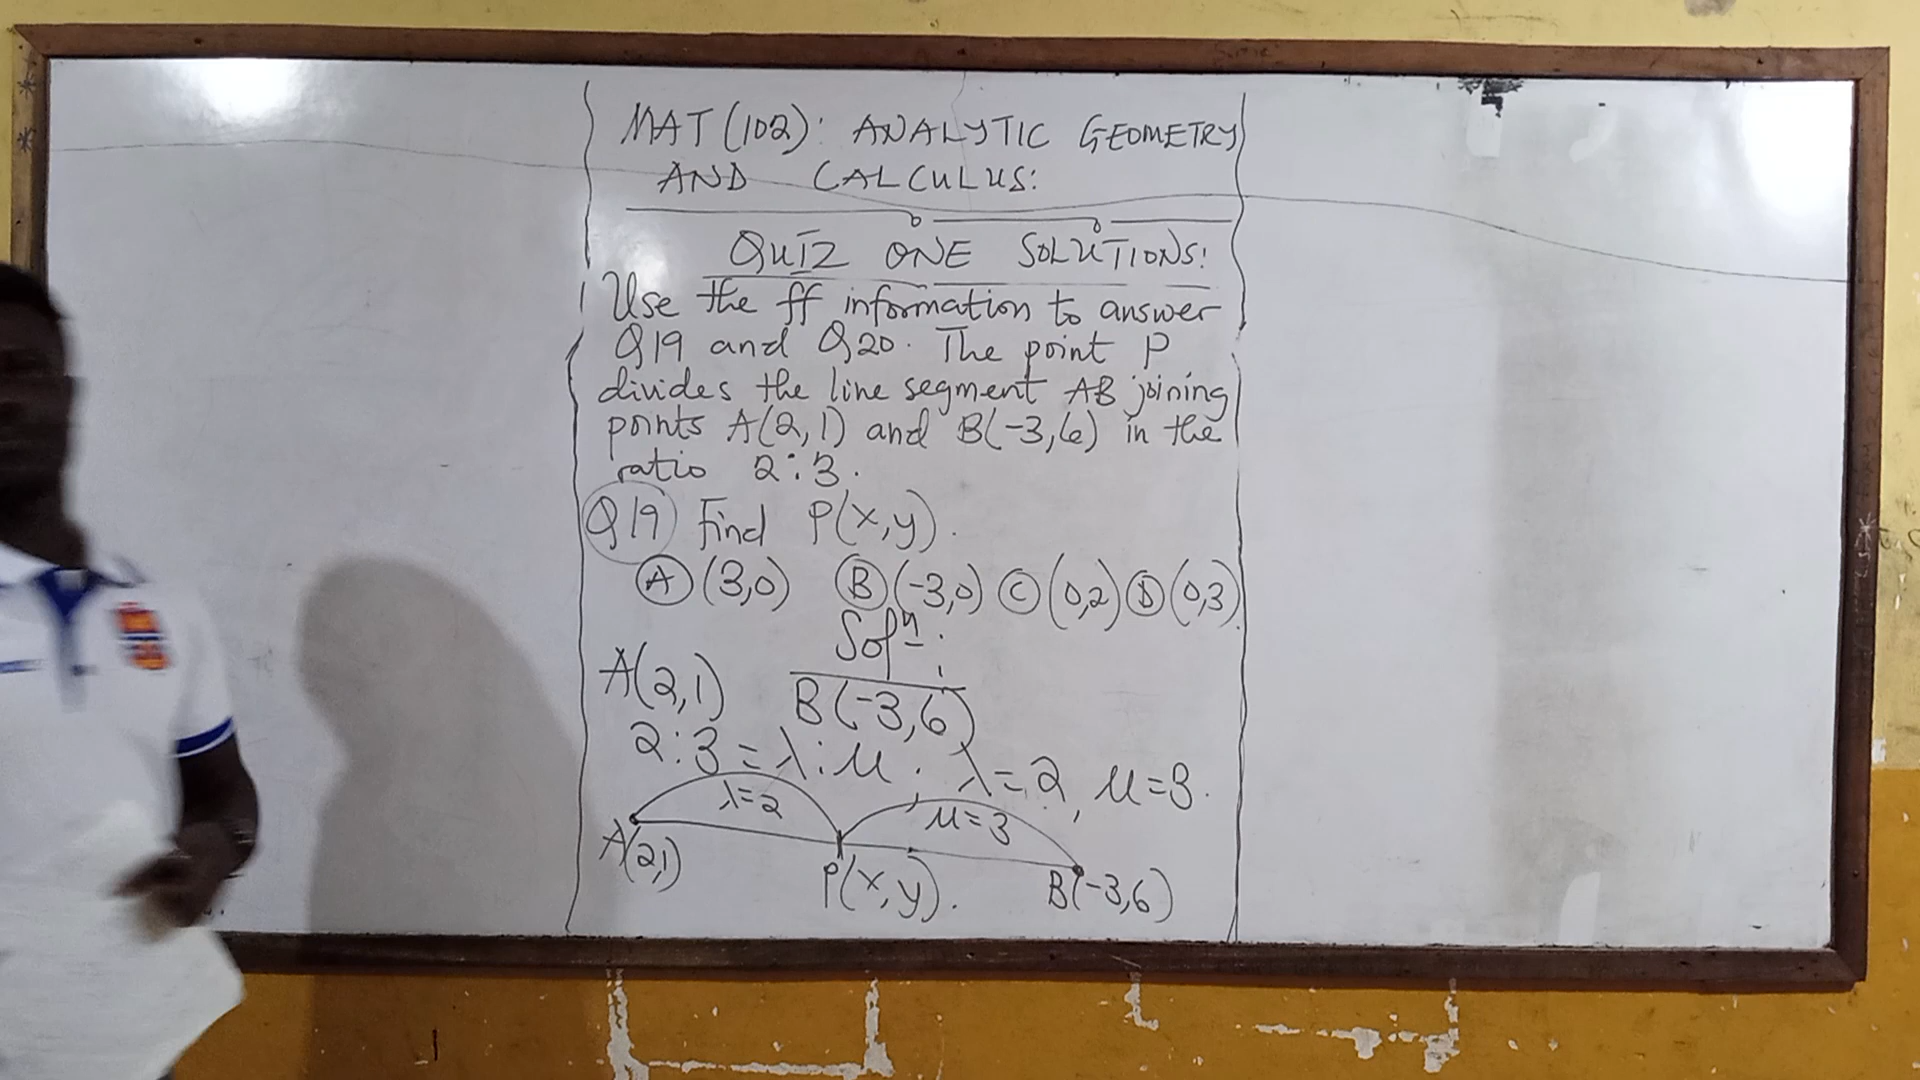 MAT(102): ANALYTIC GEOMETRY
AND CALCULUS:
QUIZ ONE SOLUTIONS:
Use the ff information to answer
Q19 and Q20. The point P
divides the line segment AB joining
points A(2,1) and B(-3,6) in the
ratio 2:3.
Q19 Find P(x,y).
A (3,0) B (-3,0) C (0,2) D (0,3)
Solⁿ:
A(2,1) B(-3,6)
2:3 = λ:μ; λ=2, μ=3.
λ=2 μ=3
A(2,1) P(x,y). B(-3,6)